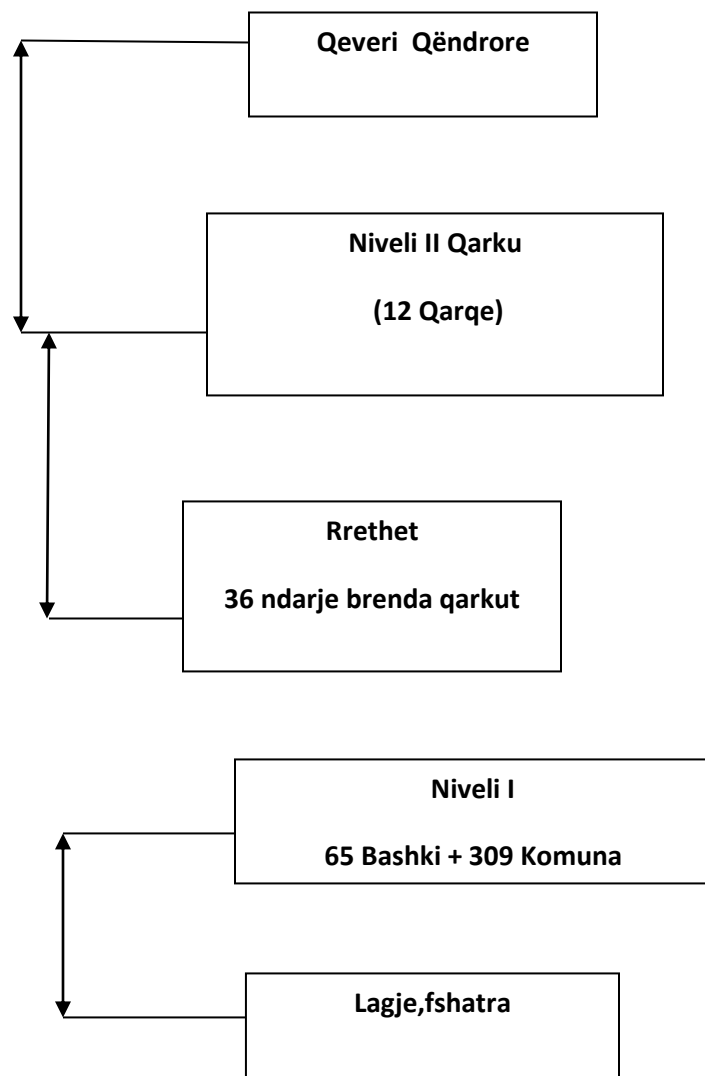 Qeveri Qëndrore
Niveli II Qarku
(12 Qarqe)
Rrethet
36 ndarje brenda qarkut
Niveli I
65 Bashki + 309 Komuna
Lagje,fshatra